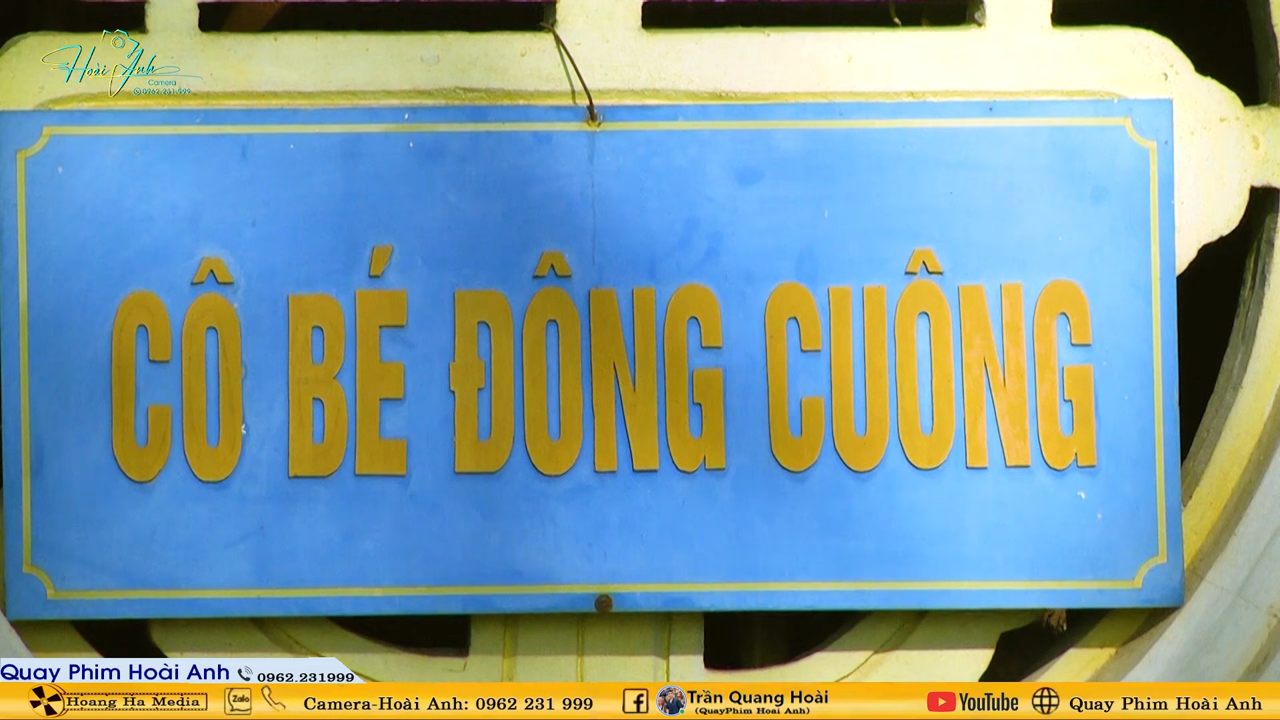 Hoài Anh
Camera
0962.231.999
CÔ BÉ ĐÔNG CUÔNG
Quay Phim Hoài Anh 0962.231999
Hoang Ha Media Zalo Camera-Hoài Anh: 0962 231 999 Trần Quang Hoài YouTube Quay Phim Hoài Anh
(QuayPhim Hoai Anh)